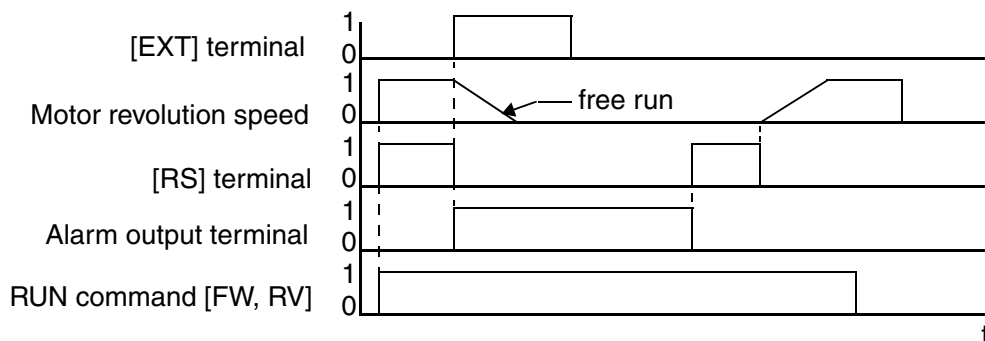 [EXT] terminal
1
0
Motor revolution speed
1
0
free run
[RS] terminal
1
0
Alarm output terminal
1
0
RUN command [FW, RV]
1
0
t